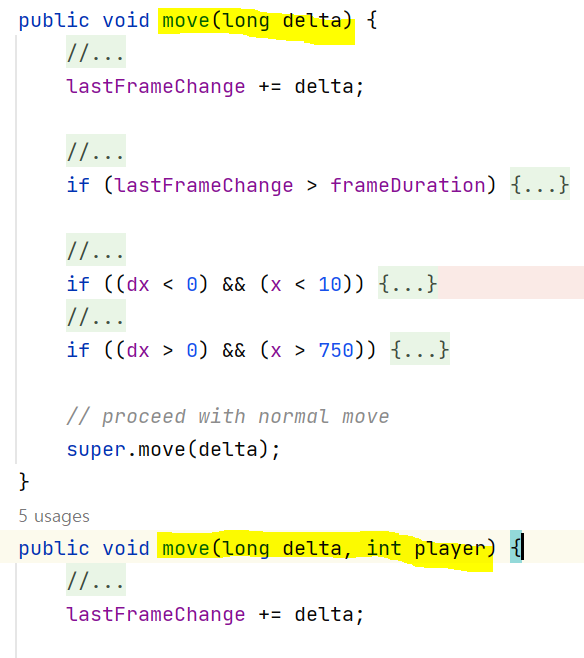 public void move(long delta) {
//...
lastFrameChange += delta;
//...
if (lastFrameChange > frameDuration) {...}
//...
if ((dx < 0) && (x < 10)) {...}
//...
if ((dx > 0) && (x > 750)) {...}
// proceed with normal move
super.move(delta);
}
5 usages
public void move(long delta, int player) {
//...
lastFrameChange += delta;